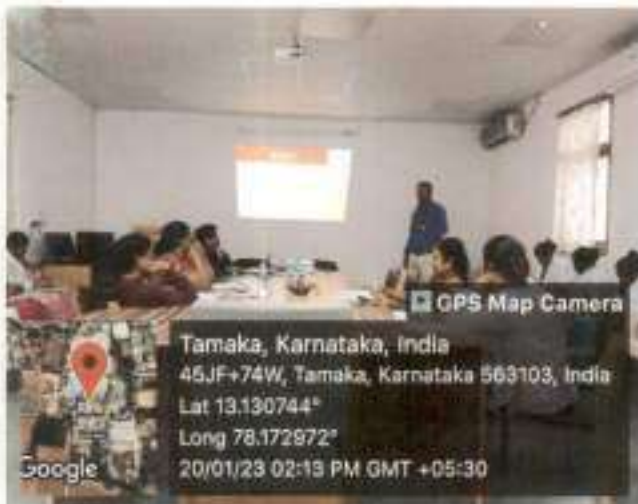 GPS Map Camera
Tamaka, Karnataka, India
45JF+74W, Tamaka, Karnataka 563103, India
Lat 13.130744°
Long 78.172972°
20/01/23 02:13 PM GMT +05:30
Google